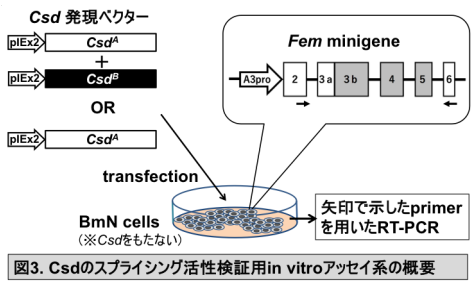 Csd 発現ベクター
pIEx2 Csd^A
+
pIEx2 Csd^B
OR
pIEx2 Csd^A
Fem minigene
A3pro 2 3a 3b 4 5 6
transfection
BmN cells
(※Csdをもたない)
矢印で示したprimer
を用いたRT-PCR
図3. Csdのスプライシング活性検証用in vitroアッセイ系の概要